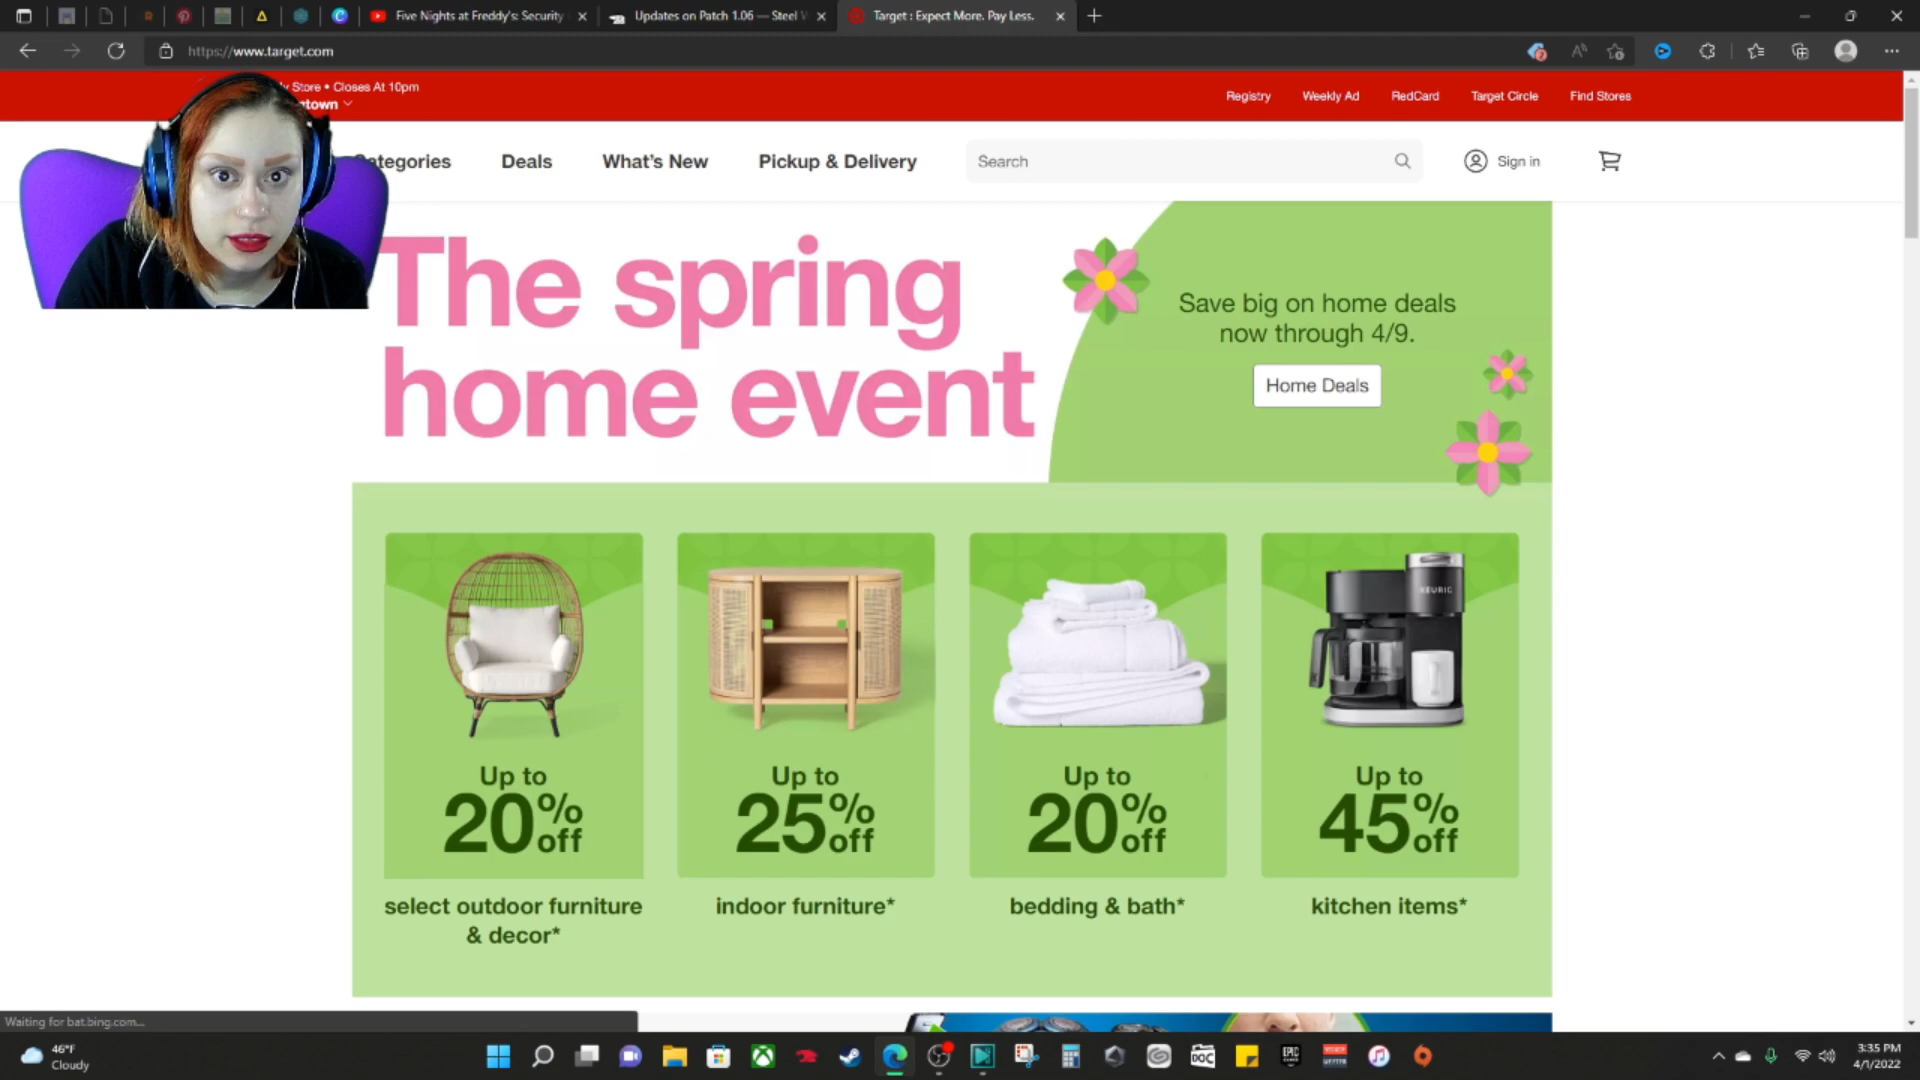 Five Nights at Freddy's: Security
Updates on Patch 1.06 — Steel
Target : Expect More. Pay Less.
https://www.target.com
Store • Closes At 10pm
Registry
Weekly Ad
RedCard
Target Circle
Find Stores
ategories
Deals
What's New
Pickup & Delivery
Search
Sign in
The spring
home event
Save big on home deals
now through 4/9.
Home Deals
KEURIG
Up to
20% off
select outdoor furniture
& decor*
Up to
25% off
indoor furniture*
Up to
20% off
bedding & bath*
Up to
45% off
kitchen items*
Waiting for bat.bing.com...
46°F
Cloudy
DOC
EPIC
3:35 PM
4/1/2022